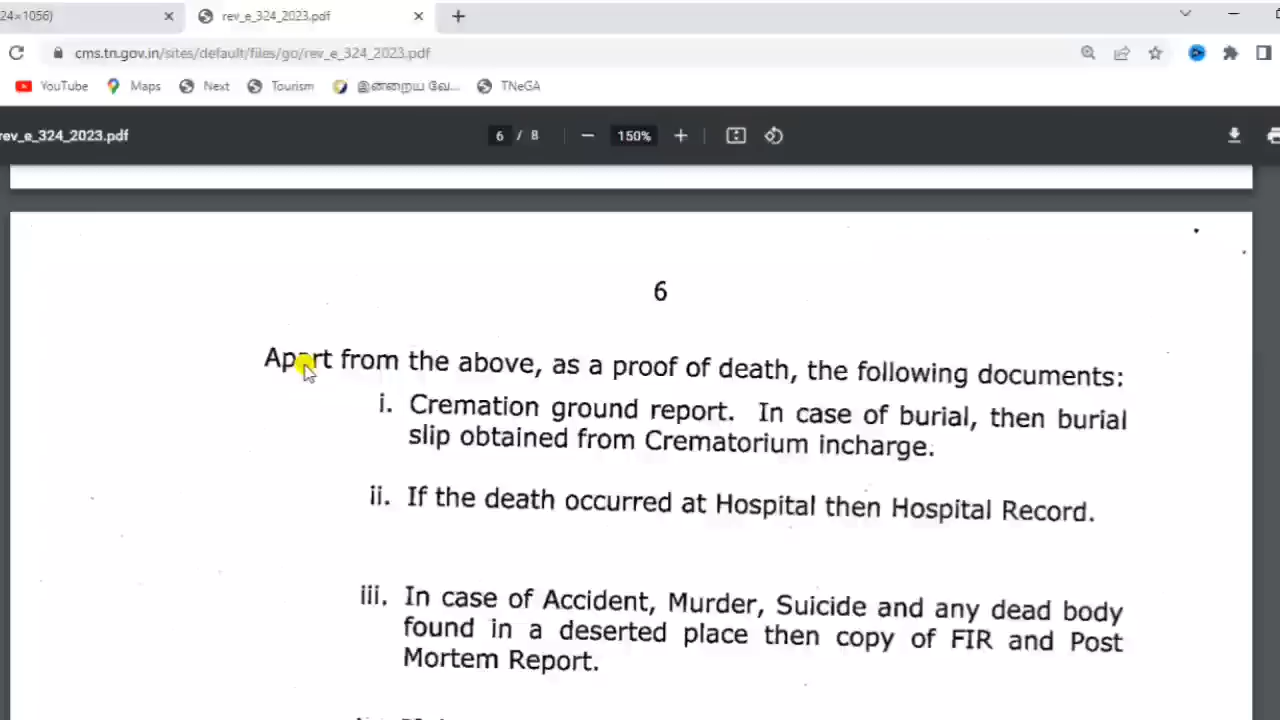 24×1056)
rev_e_324_2023.pdf
cms.tn.gov.in/sites/default/files/go/rev_e_324_2023.pdf
YouTube Maps Next Tourism இன்றைய வே... TNeGA
rev_e_324_2023.pdf 6 / 8 150%
6
Apart from the above, as a proof of death, the following documents:
i. Cremation ground report. In case of burial, then burial
slip obtained from Crematorium incharge.
ii. If the death occurred at Hospital then Hospital Record.
iii. In case of Accident, Murder, Suicide and any dead body
found in a deserted place then copy of FIR and Post
Mortem Report.